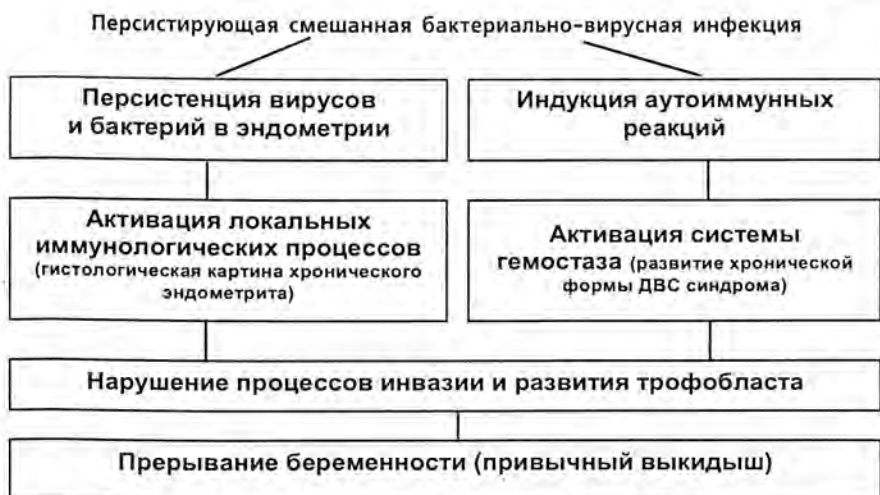 Персистирующая смешанная бактериально-вирусная инфекция
Персистенция вирусов
и бактерий в эндометрии
Индукция аутоиммунных
реакций
Активация локальных
иммунологических процессов
(гистологическая картина хронического
эндометрита)
Активация системы
гемостаза (развитие хронической
формы ДВС синдрома)
Нарушение процессов инвазии и развития трофобласта
Прерывание беременности (привычный выкидыш)